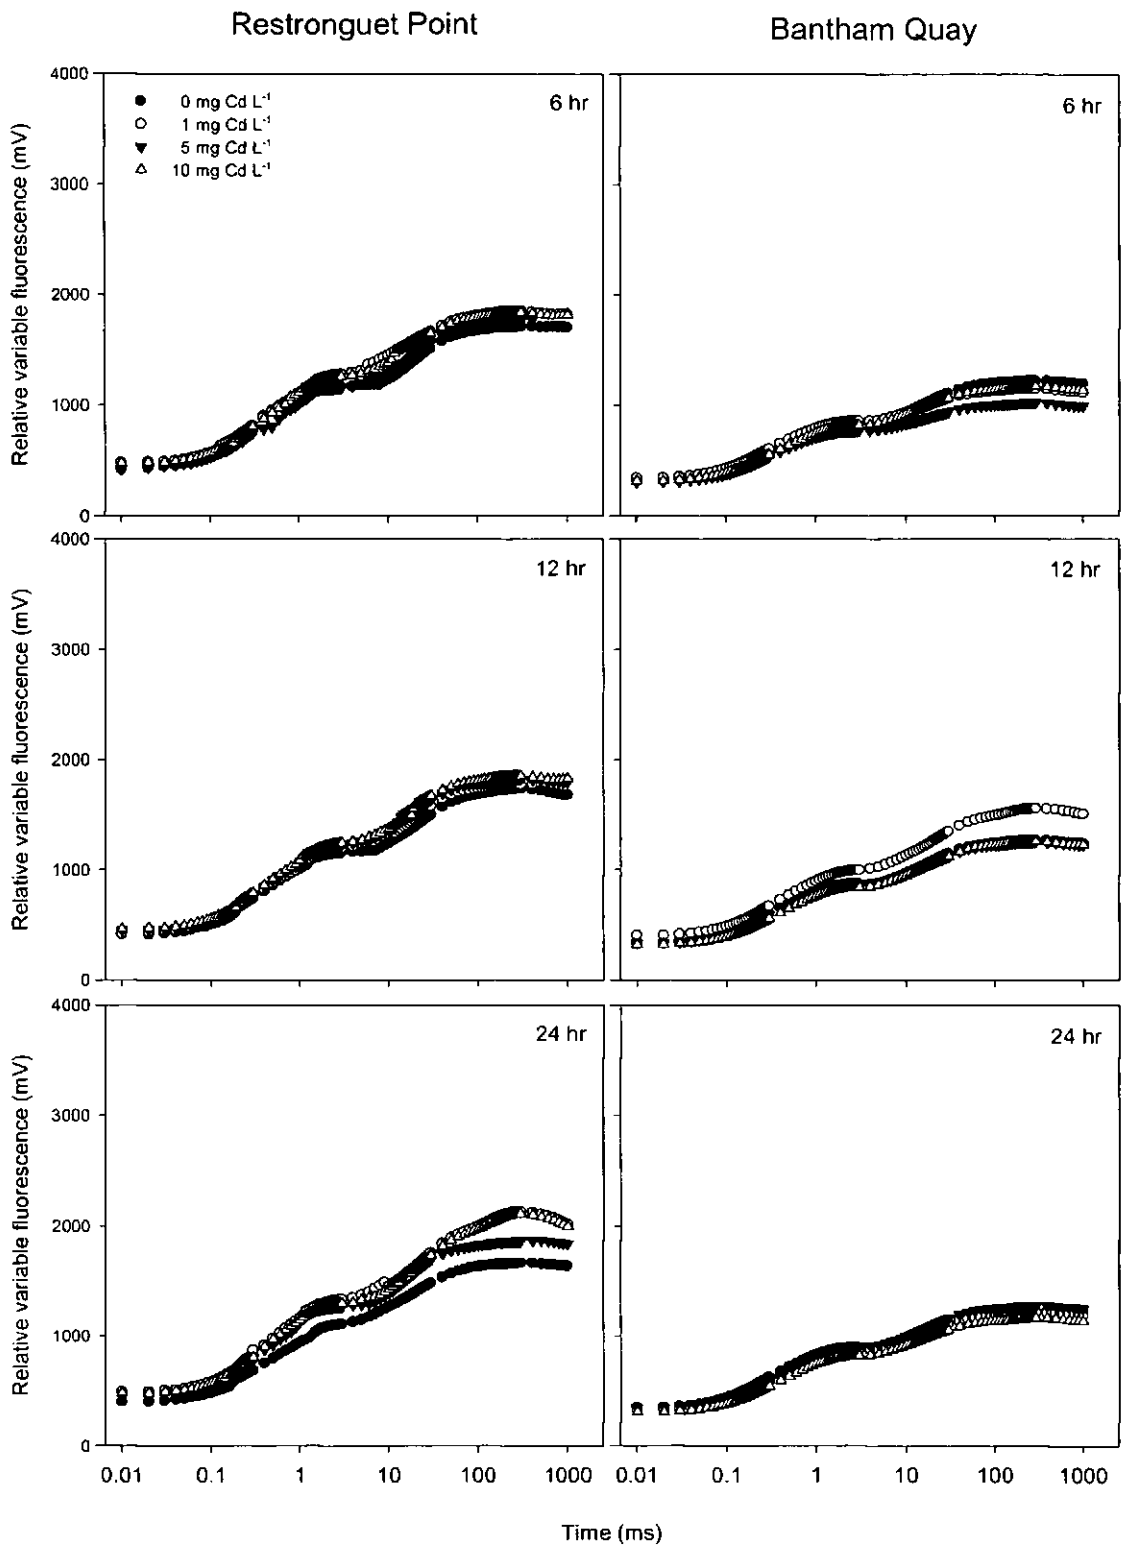 Restronguet Point
Bantham Quay
Relative variable fluorescence (mV)
4000
3000
2000
1000
0
0 mg Cd L⁻¹
1 mg Cd L⁻¹
5 mg Cd L⁻¹
10 mg Cd L⁻¹
6 hr
6 hr
Relative variable fluorescence (mV)
4000
3000
2000
1000
0
12 hr
12 hr
Relative variable fluorescence (mV)
4000
3000
2000
1000
0
24 hr
24 hr
0.01 0.1 1 10 100 1000
0.01 0.1 1 10 100 1000
Time (ms)